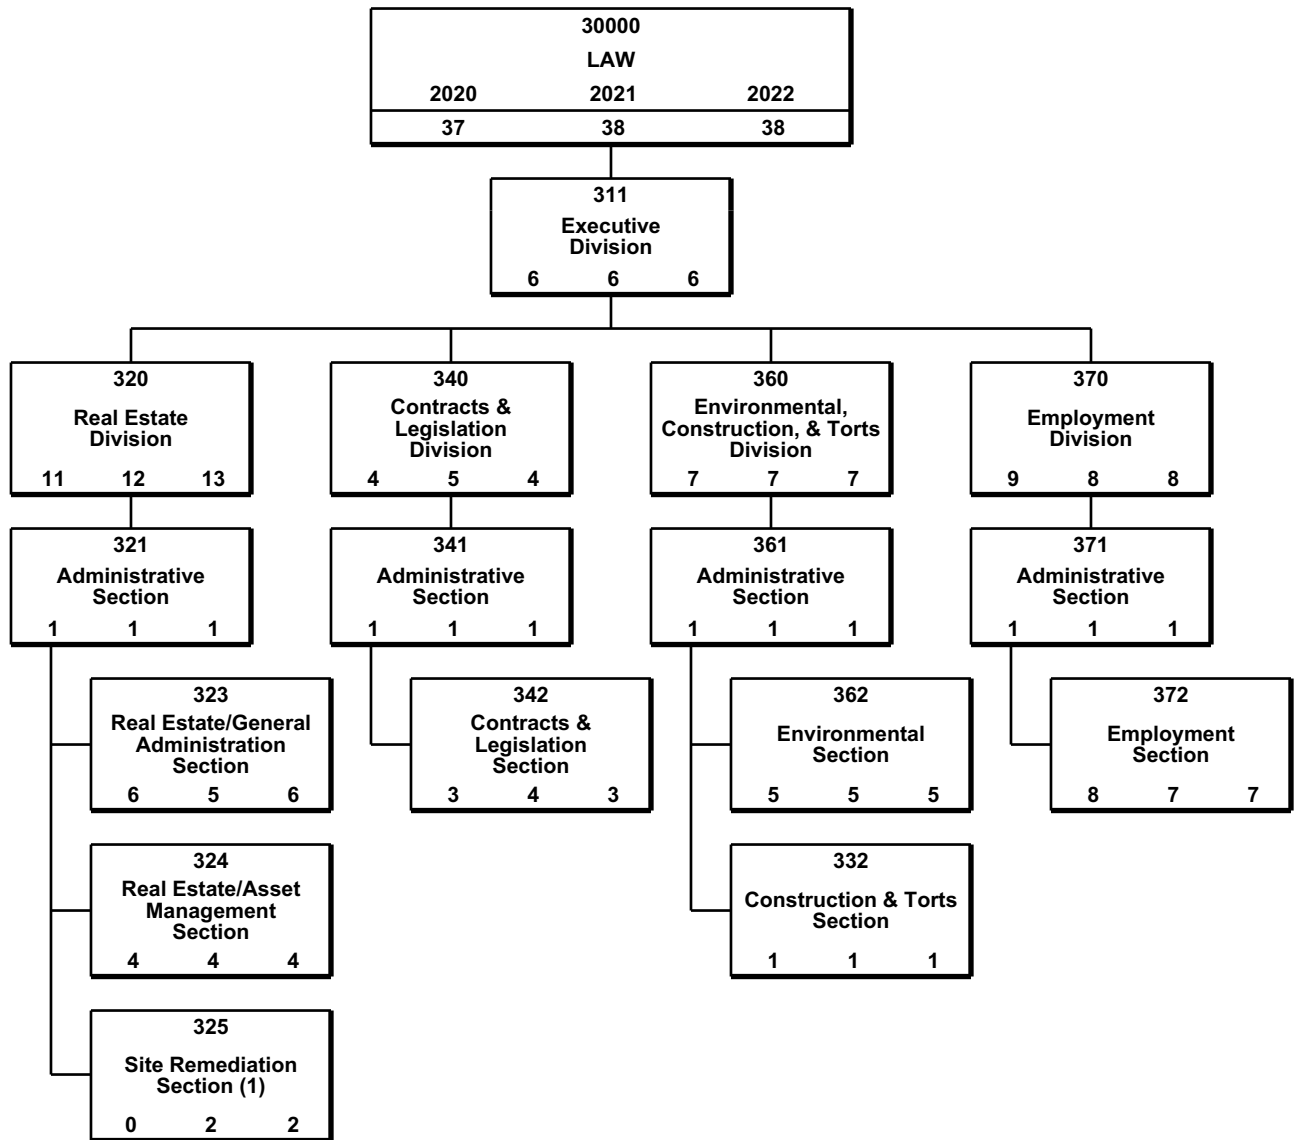 30000
LAW
2020 2021 2022
37 38 38
311
Executive
Division
6 6 6
320
Real Estate
Division
11 12 13
340
Contracts &
Legislation
Division
4 5 4
360
Environmental,
Construction, & Torts
Division
7 7 7
370
Employment
Division
9 8 8
321
Administrative
Section
1 1 1
341
Administrative
Section
1 1 1
361
Administrative
Section
1 1 1
371
Administrative
Section
1 1 1
323
Real Estate/General
Administration
Section
6 5 6
342
Contracts &
Legislation
Section
3 4 3
362
Environmental
Section
5 5 5
372
Employment
Section
8 7 7
324
Real Estate/Asset
Management
Section
4 4 4
332
Construction & Torts
Section
1 1 1
325
Site Remediation
Section (1)
0 2 2